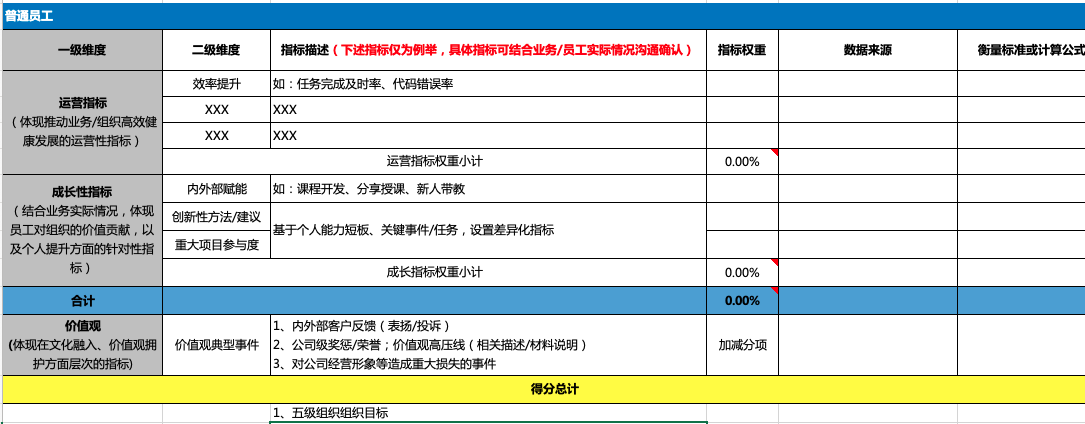 普通员工
一级维度 二级维度 指标描述（下述指标仅为例举，具体指标可结合业务/员工实际情况沟通确认） 指标权重 数据来源 衡量标准或计算公式
运营指标
（体现推动业务/组织高效健
康发展的运营性指标）
效率提升 如：任务完成及时率、代码错误率
XXX XXX
XXX XXX
运营指标权重小计 0.00%
成长性指标
（结合业务实际情况，体现
员工对组织的价值贡献，以
及个人提升方面的针对性指
标）
内外部赋能 如：课程开发、分享授课、新人带教
创新性方法/建议
重大项目参与度
基于个人能力短板、关键事件/任务，设置差异化指标
成长指标权重小计 0.00%
合计 0.00%
价值观
(体现在文化融入、价值观拥
护方面层次的指标)
价值观典型事件
1、内外部客户反馈（表扬/投诉）
2、公司级奖惩/荣誉；价值观高压线（相关描述/材料说明）
3、对公司经营形象等造成重大损失的事件
加减分项
得分总计
1、五级组织组织目标